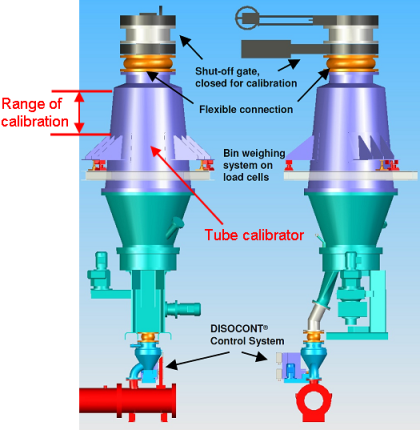 Shut-off gate,
closed for calibration
Range of
calibration
Flexible connection
Bin weighing
system on
load cells
Tube calibrator
DISOCONT®
Control System